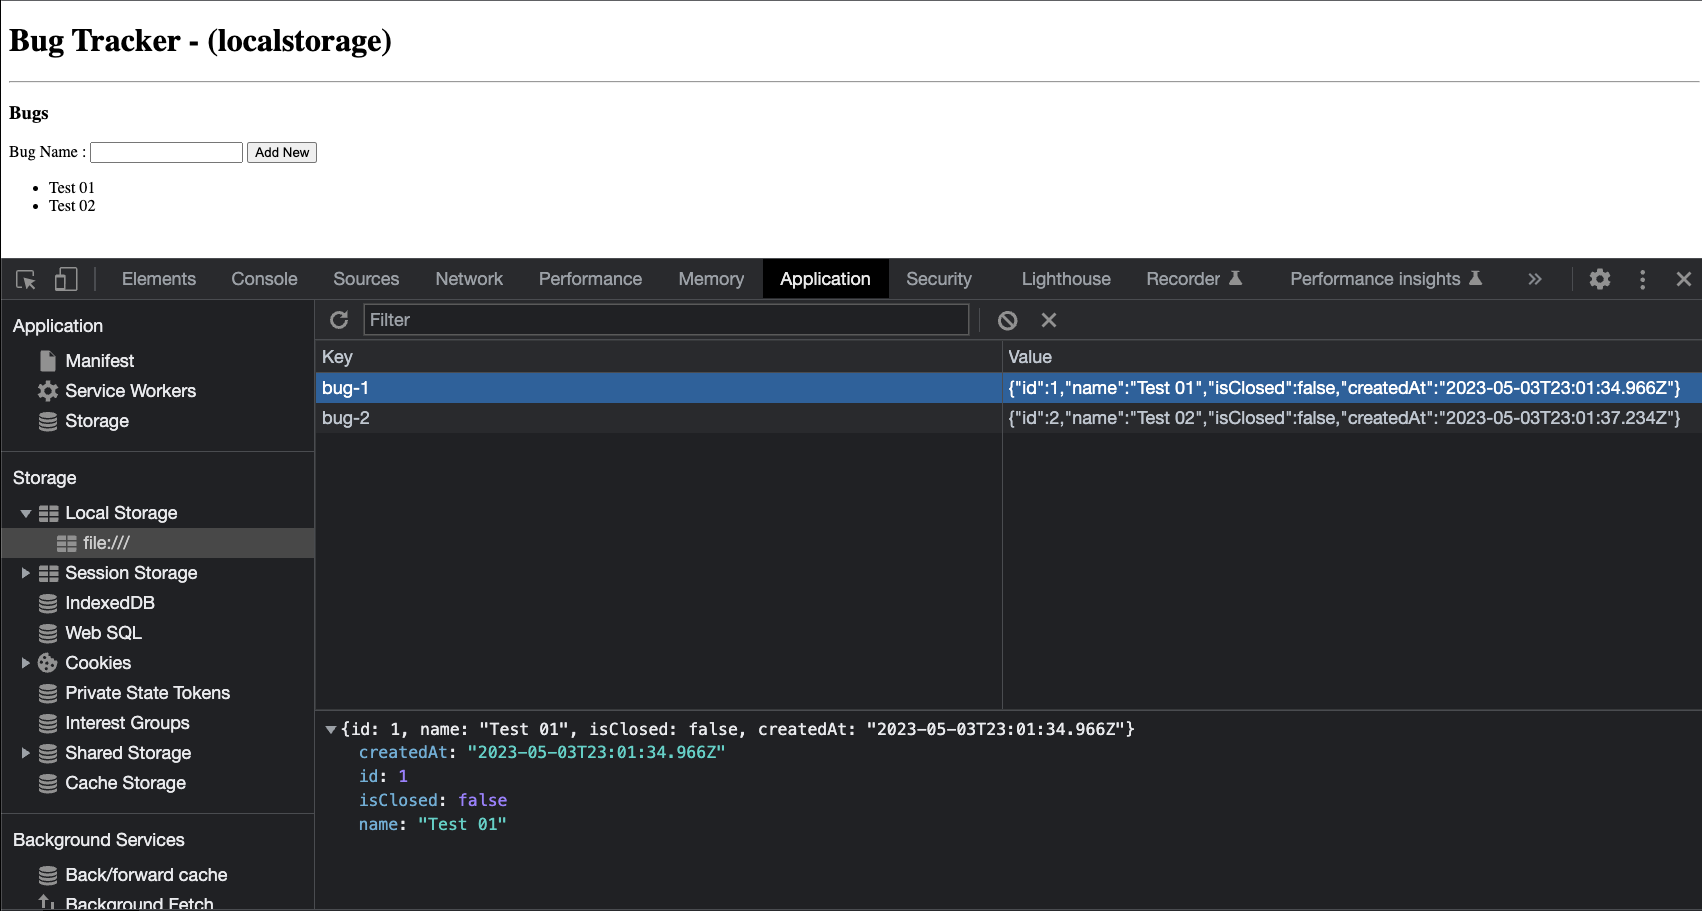 Bug Tracker - (localstorage)
Bugs
Bug Name : Add New
Test 01
Test 02
Elements Console Sources Network Performance Memory Application Security Lighthouse Recorder Performance insights
Application
Manifest
Service Workers
Storage
Storage
Local Storage
file:///
Session Storage
IndexedDB
Web SQL
Cookies
Private State Tokens
Interest Groups
Shared Storage
Cache Storage
Background Services
Back/forward cache
Background Fetch
Filter
Key Value
bug-1 {"id":1,"name":"Test 01","isClosed":false,"createdAt":"2023-05-03T23:01:34.966Z"}
bug-2 {"id":2,"name":"Test 02","isClosed":false,"createdAt":"2023-05-03T23:01:37.234Z"}
{id: 1, name: "Test 01", isClosed: false, createdAt: "2023-05-03T23:01:34.966Z"}
createdAt: "2023-05-03T23:01:34.966Z"
id: 1
isClosed: false
name: "Test 01"